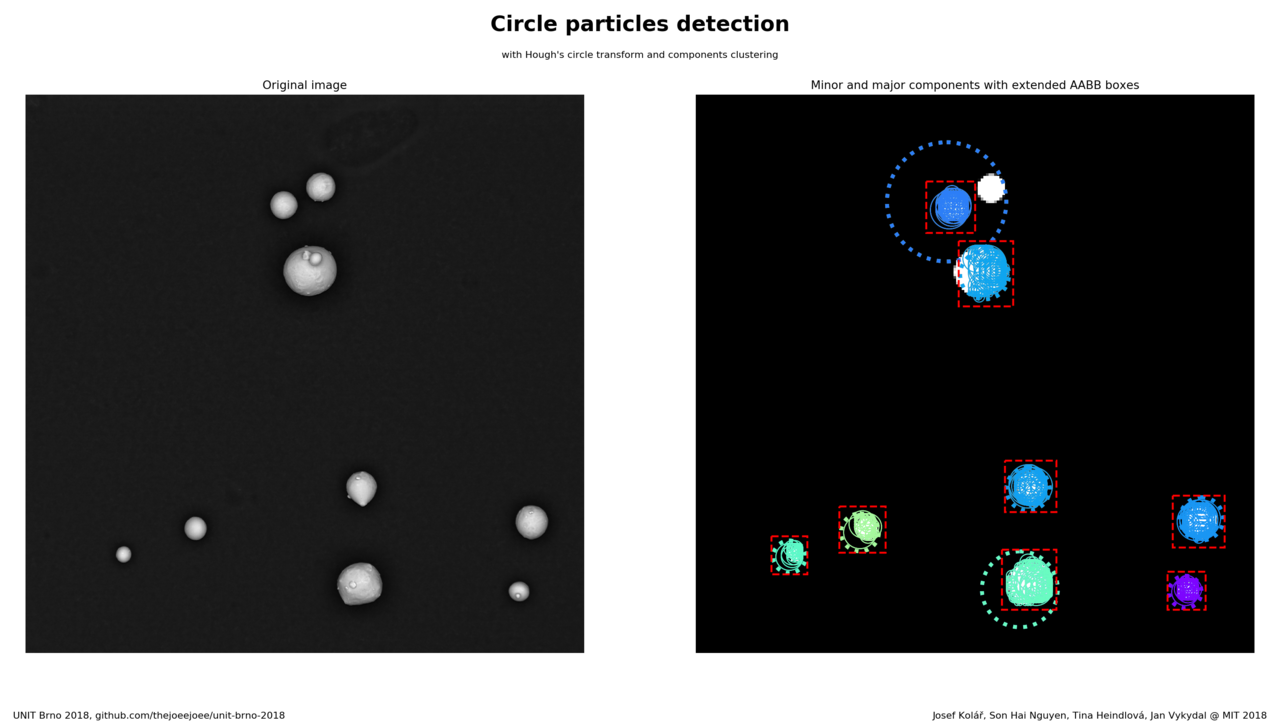 Circle particles detection
with Hough's circle transform and components clustering
Original image
Minor and major components with extended AABB boxes
UNIT Brno 2018, github.com/thejoeejoee/unit-brno-2018
Josef Kolář, Son Hai Nguyen, Tina Heindlová, Jan Vykydal @ MIT 2018